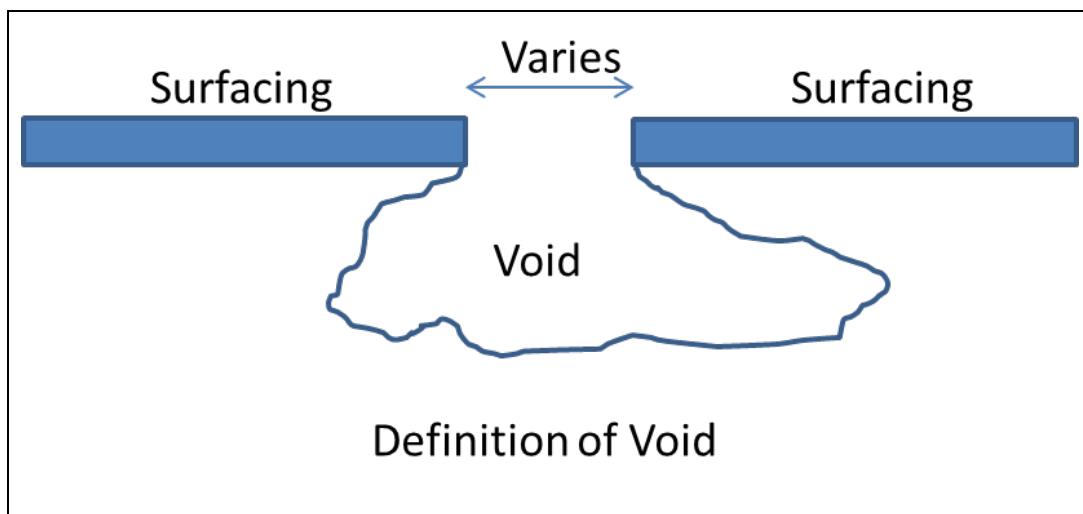 Varies
Surfacing
Surfacing
Void
Definition of Void